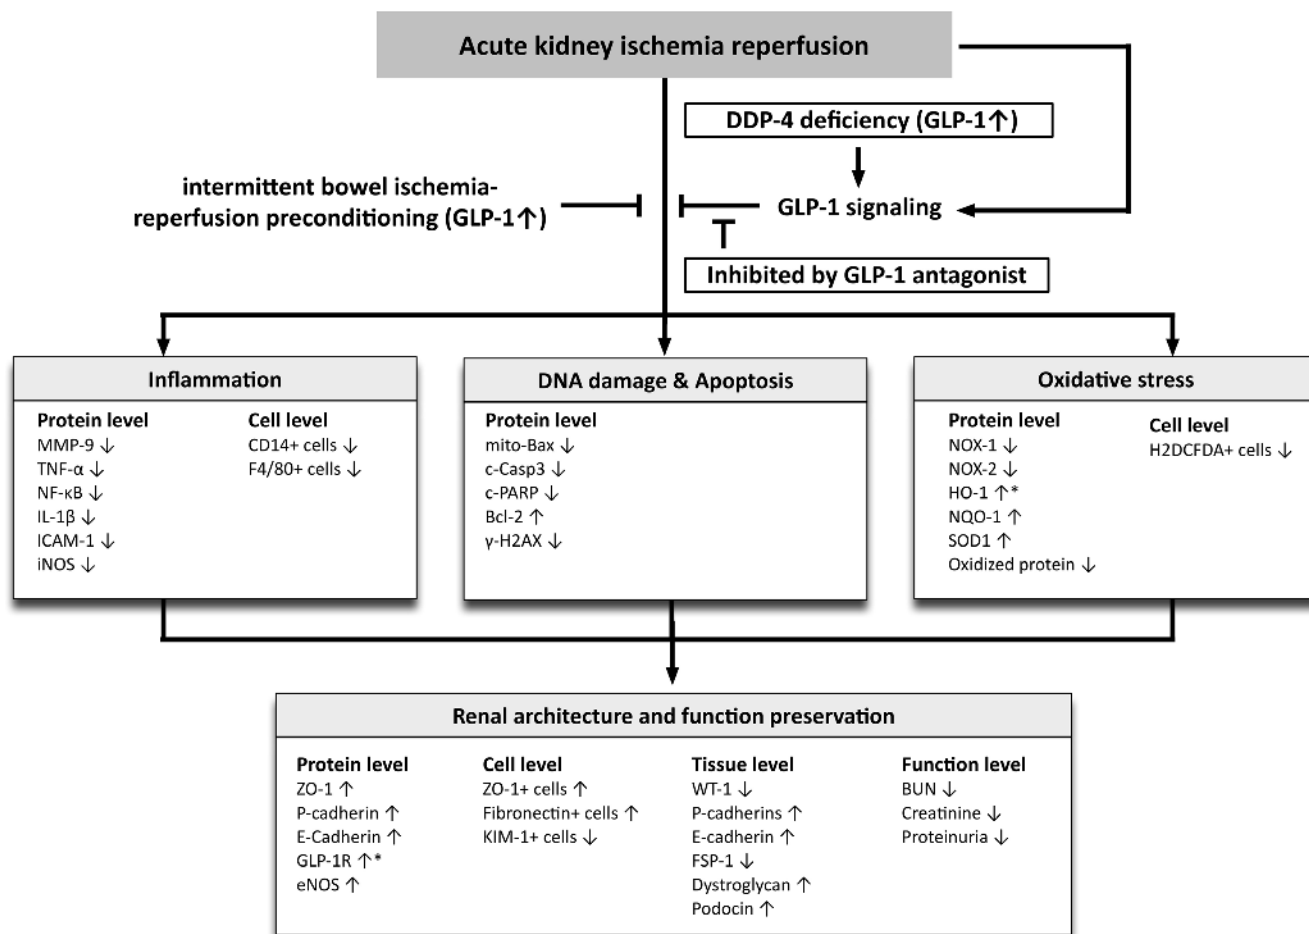 Acute kidney ischemia reperfusion
DDP-4 deficiency (GLP-1↑)
intermittent bowel ischemia-
reperfusion preconditioning (GLP-1↑)
GLP-1 signaling
Inhibited by GLP-1 antagonist
Inflammation
Protein level
MMP-9 ↓
TNF-α ↓
NF-κB ↓
IL-1β ↓
ICAM-1 ↓
iNOS ↓
Cell level
CD14+ cells ↓
F4/80+ cells ↓
DNA damage & Apoptosis
Protein level
mito-Bax ↓
c-Casp3 ↓
c-PARP ↓
Bcl-2 ↑
γ-H2AX ↓
Oxidative stress
Protein level
NOX-1 ↓
NOX-2 ↓
HO-1 ↑*
NQO-1 ↑
SOD1 ↑
Oxidized protein ↓
Cell level
H2DCFDA+ cells ↓
Renal architecture and function preservation
Protein level
ZO-1 ↑
P-cadherin ↑
E-Cadherin ↑
GLP-1R ↑*
eNOS ↑
Cell level
ZO-1+ cells ↑
Fibronectin+ cells ↑
KIM-1+ cells ↓
Tissue level
WT-1 ↓
P-cadherins ↑
E-cadherin ↑
FSP-1 ↓
Dystroglycan ↑
Podocin ↑
Function level
BUN ↓
Creatinine ↓
Proteinuria ↓